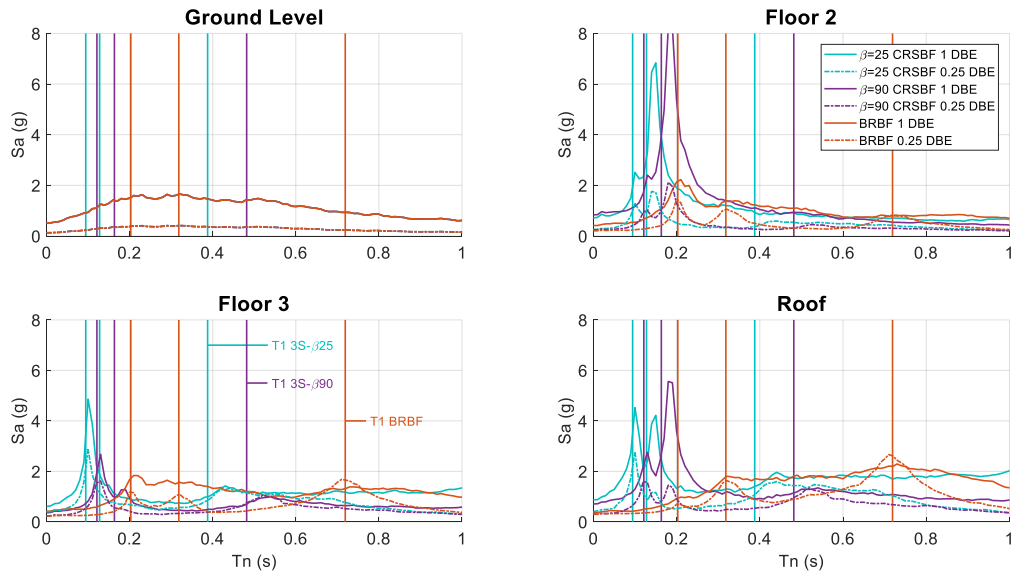 Ground Level
8
6
4
2
0
Sa (g)
0 0.2 0.4 0.6 0.8 1
Floor 2
8
6
4
2
0
Sa (g)
0 0.2 0.4 0.6 0.8 1
β=25 CRSBF 1 DBE
β=25 CRSBF 0.25 DBE
β=90 CRSBF 1 DBE
β=90 CRSBF 0.25 DBE
BRBF 1 DBE
BRBF 0.25 DBE
Floor 3
8
6
4
2
0
Sa (g)
T1 3S-β25
T1 3S-β90
T1 BRBF
0 0.2 0.4 0.6 0.8 1
Tn (s)
Roof
8
6
4
2
0
Sa (g)
0 0.2 0.4 0.6 0.8 1
Tn (s)